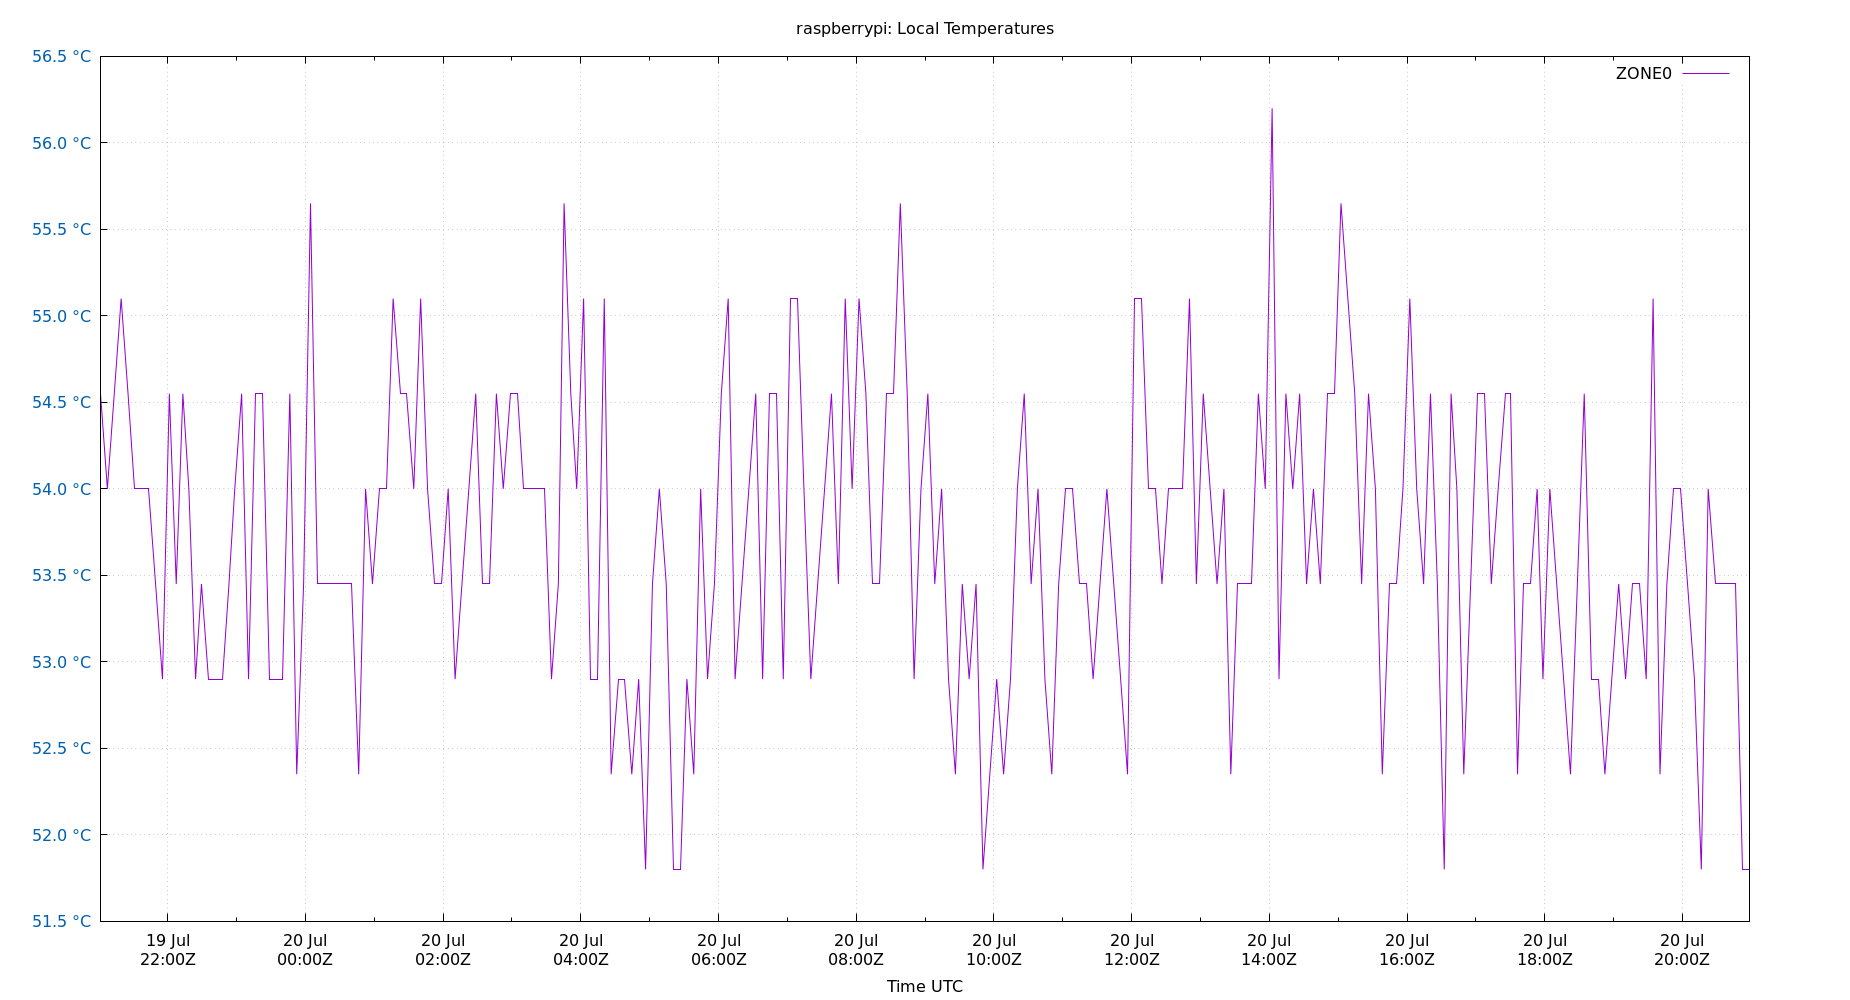 raspberrypi: Local Temperatures
56.5 °C
ZONE0
56.0 °C
55.5 °C
55.0 °C
54.5 °C
54.0 °C
53.5 °C
53.0 °C
52.5 °C
52.0 °C
51.5 °C
19 Jul 20 Jul 20 Jul 20 Jul 20 Jul 20 Jul 20 Jul 20 Jul 20 Jul 20 Jul 20 Jul 20 Jul
22:00Z 00:00Z 02:00Z 04:00Z 06:00Z 08:00Z 10:00Z 12:00Z 14:00Z 16:00Z 18:00Z 20:00Z
Time UTC